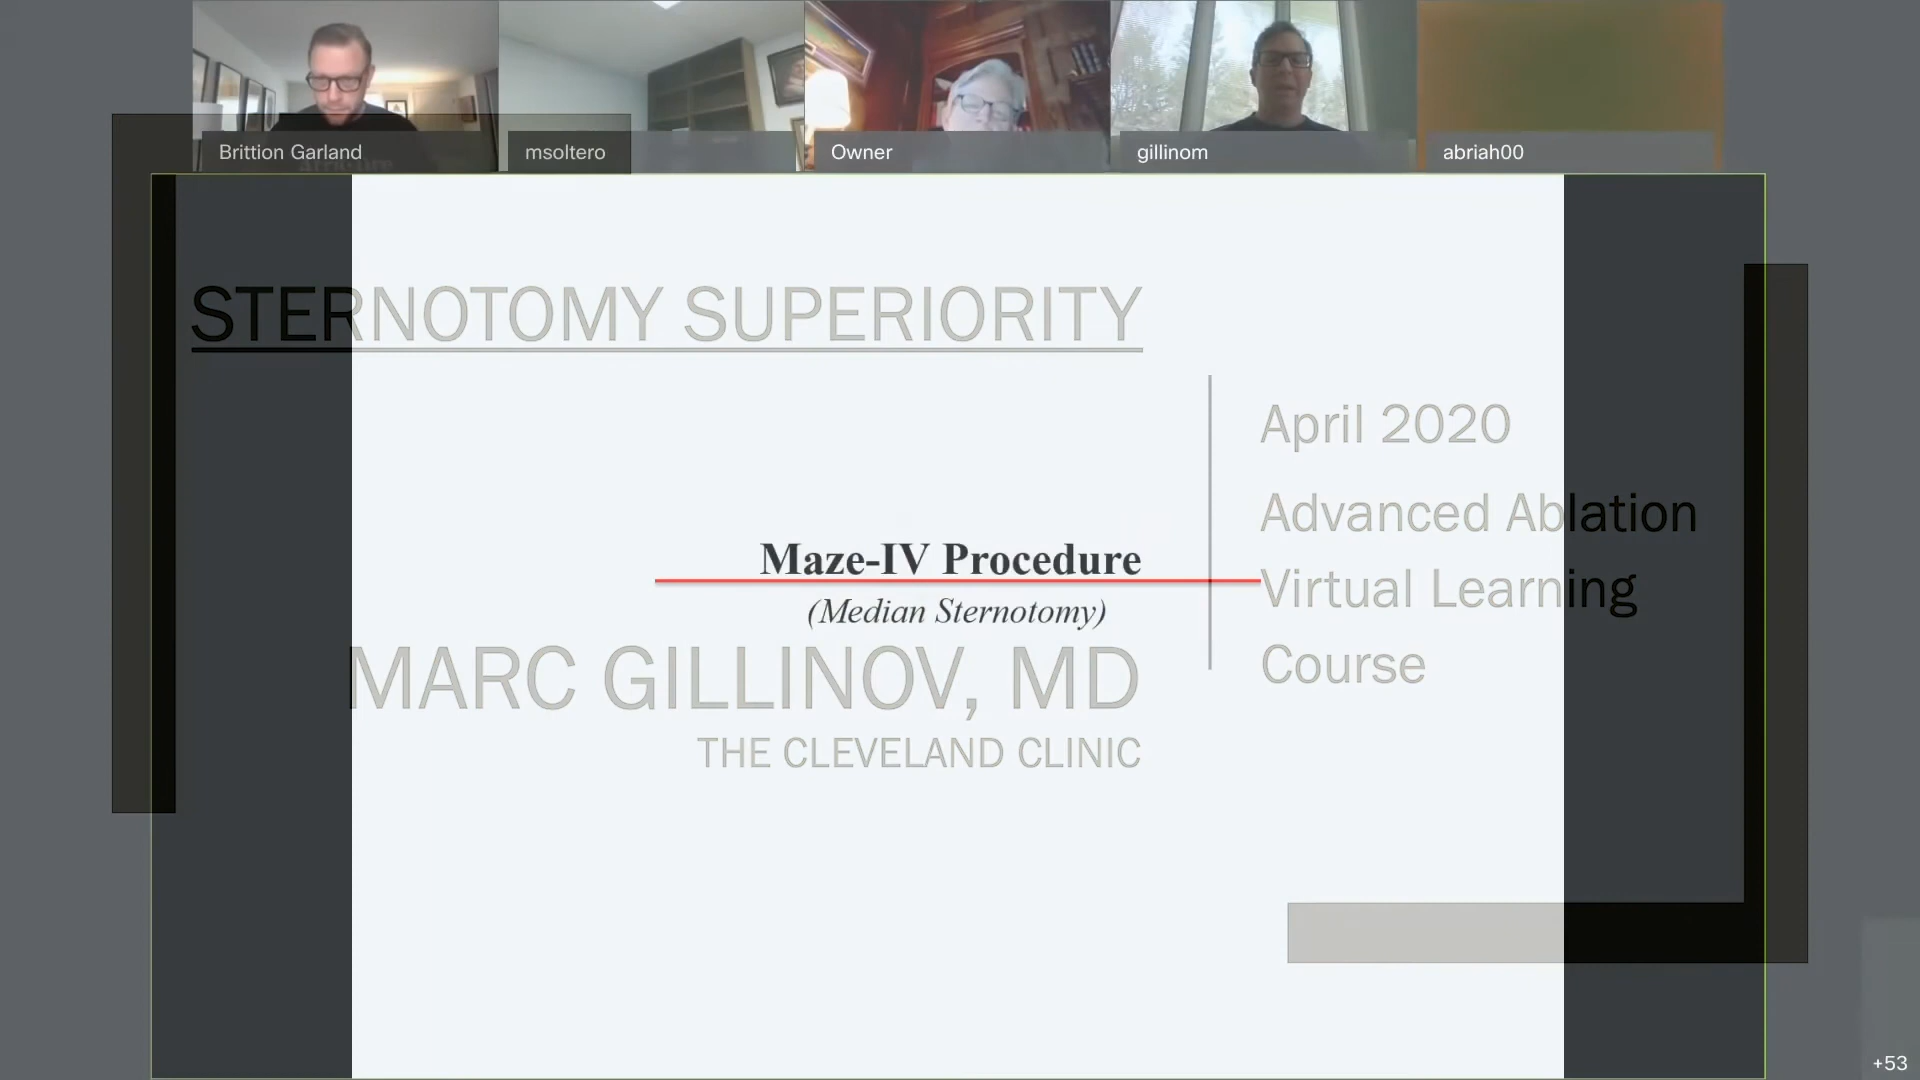 Brittion Garland
msoltero
Owner
gillinom
abriah00
STERNOTOMY SUPERIORITY
April 2020
Advanced Ablation
Virtual Learning
Course
Maze-IV Procedure
(Median Sternotomy)
MARC GILLINOV, MD
THE CLEVELAND CLINIC
+53